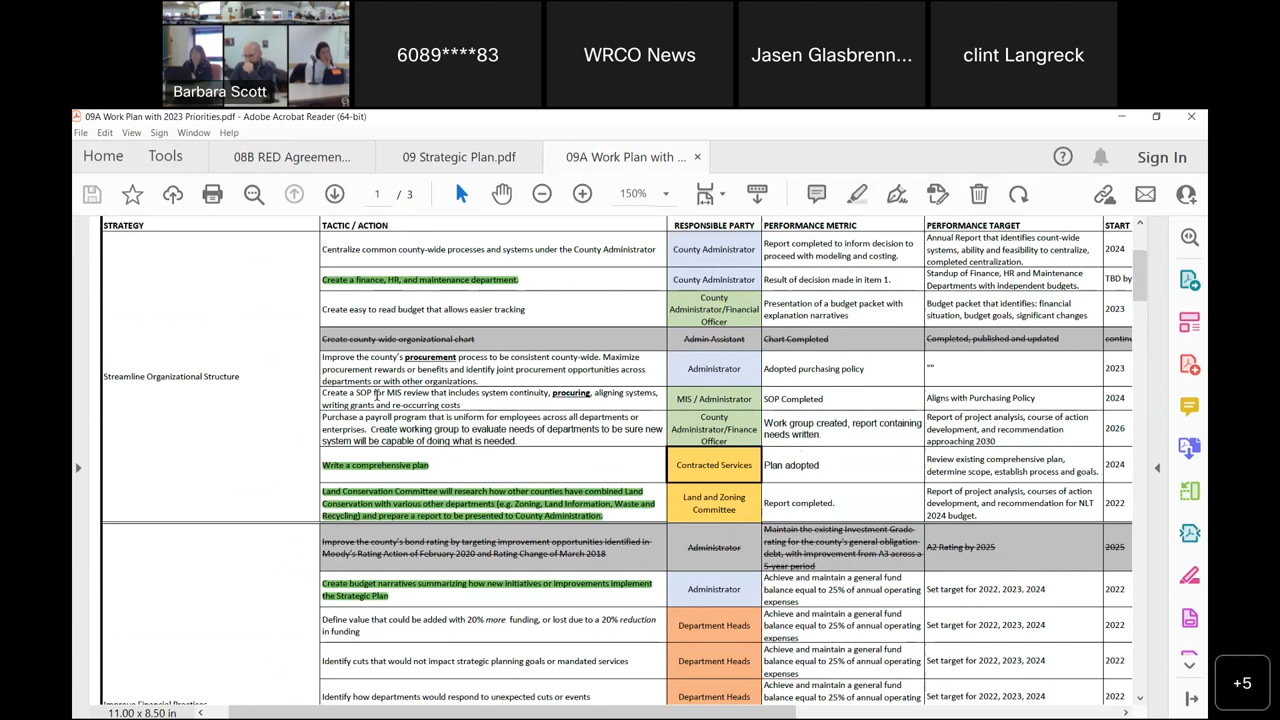 Barbara Scott
6089****83
WRCO News
Jasen Glasbrenn...
clint Langreck
09A Work Plan with 2023 Priorities.pdf - Adobe Acrobat Reader (64-bit)
File Edit View Sign Window Help
Home Tools 08B RED Agreemen... 09 Strategic Plan.pdf 09A Work Plan with ... × Sign In
1 / 3 150%
STRATEGY TACTIC / ACTION RESPONSIBLE PARTY PERFORMANCE METRIC PERFORMANCE TARGET START
Streamline Organizational Structure
Centralize common county-wide processes and systems under the County Administrator
County Administrator
Report completed to inform decision to
proceed with modeling and costing.
Annual Report that identifies count-wide
systems, ability and feasibility to centralize,
completed centralization.
2024
Create a finance, HR, and maintenance department.
County Administrator
Result of decision made in item 1.
Standup of Finance, HR and Maintenance
Departments with independent budgets.
TBD by
Create easy to read budget that allows easier tracking
County
Administrator/Financial
Officer
Presentation of a budget packet with
explanation narratives
Budget packet that identifies: financial
situation, budget goals, significant changes
2023
Create county-wide organizational chart
Admin Assistant
Chart Completed
Completed, published and updated
continu
Improve the county's procurement process to be consistent county-wide. Maximize
procurement rewards or benefits and identify joint procurement opportunities across
departments or with other organizations.
Administrator
Adopted purchasing policy
""
2023
Create a SOP for MIS review that includes system continuity, procuring, aligning systems,
writing grants and re-occurring costs
MIS / Administrator
SOP Completed
Aligns with Purchasing Policy
2024
Purchase a payroll program that is uniform for employees across all departments or
enterprises. Create working group to evaluate needs of departments to be sure new
system will be capable of doing what is needed.
County
Administrator/Finance
Officer
Work group created, report containing
needs written.
Report of project analysis, course of action
development, and recommendation
approaching 2030
2026
Write a comprehensive plan
Contracted Services
Plan adopted
Review existing comprehensive plan,
determine scope, establish process and goals.
2024
Land Conservation Committee will research how other counties have combined Land
Conservation with various other departments (e.g. Zoning, Land Information, Waste and
Recycling) and prepare a report to be presented to County Administration.
Land and Zoning
Committee
Report completed.
Report of project analysis, courses of action
development, and recommendation for NLT
2024 budget.
2022
Improve the county's bond rating by targeting improvement opportunities identified in
Moody's Rating Action of February 2020 and Rating Change of March 2018
Administrator
Maintain the existing Investment Grade
rating for the county's general obligation
debt, with improvement from A3 across a
5-year period
A2 Rating by 2025
2025
Create budget narratives summarizing how new initiatives or improvements implement
the Strategic Plan
Administrator
Achieve and maintain a general fund
balance equal to 25% of annual operating
expenses
Set target for 2022, 2023, 2024
2022
Define value that could be added with 20% more funding, or lost due to a 20% reduction
in funding
Department Heads
Achieve and maintain a general fund
balance equal to 25% of annual operating
expenses
Set target for 2022, 2023, 2024
2022
Identify cuts that would not impact strategic planning goals or mandated services
Department Heads
Achieve and maintain a general fund
balance equal to 25% of annual operating
expenses
Set target for 2022, 2023, 2024
2022
Identify how departments would respond to unexpected cuts or events
Department Heads
Achieve and maintain a general fund
balance equal to 25% of annual operating
Set target for 2022, 2023, 2024
2022
Improve Financial Practices
11.00 x 8.50 in
+5